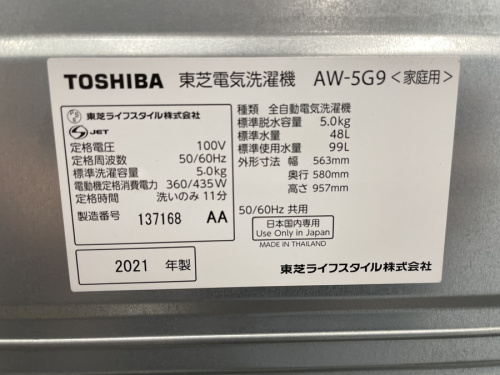 TOSHIBA 東芝電気洗濯機 AW-5G9<家庭用>
東芝ライフスタイル株式会社
S JET
定格電圧 100V
定格周波数 50/60Hz
標準洗濯容量 5.0kg
電動機定格消費電力 360/435W
定格時間 洗いのみ 11分
製造番号 137168 AA
2021 年製
種類 全自動電気洗濯機
標準脱水容量 5.0kg
標準水量 48L
標準使用水量 99L
外形寸法 幅 563mm
奥行 580mm
高さ 957mm
50/60Hz 共用
日本国内専用
Use Only in Japan
MADE IN THAILAND
東芝ライフスタイル株式会社